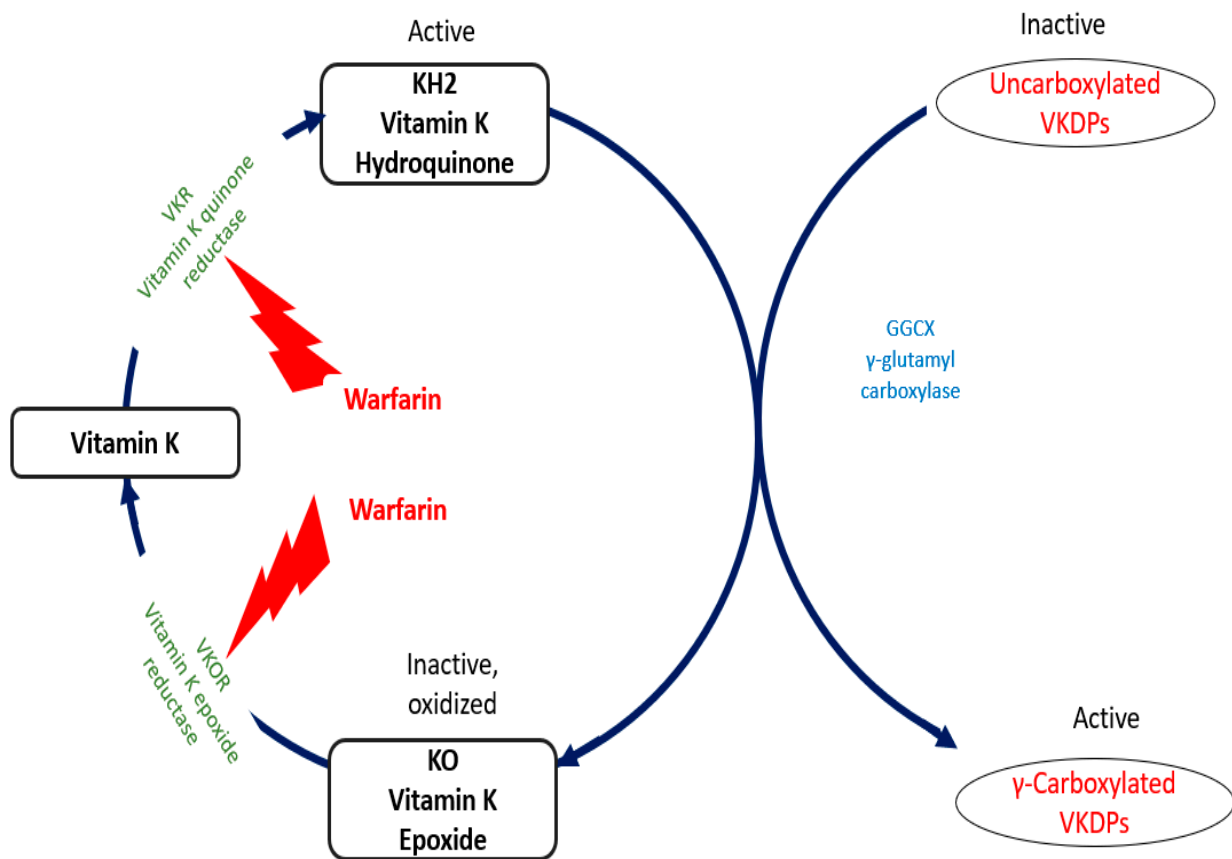 Active
KH2
Vitamin K
Hydroquinone
Inactive
Uncarboxylated
VKDPs
VKR
Vitamin K quinone
reductase
GGCX
γ-glutamyl
carboxylase
Warfarin
Vitamin K
Warfarin
VKOR
Vitamin K epoxide
reductase
Inactive,
oxidized
KO
Vitamin K
Epoxide
Active
γ-Carboxylated
VKDPs